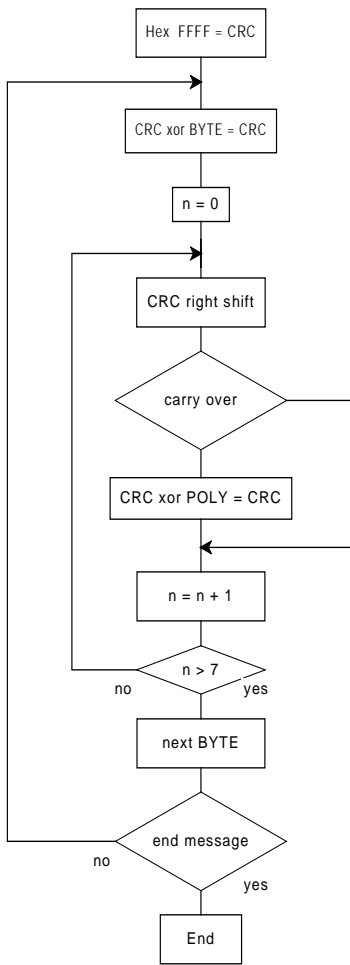 Hex FFFF = CRC
CRC xor BYTE = CRC
n = 0
CRC right shift
carry over
CRC xor POLY = CRC
n = n + 1
n > 7
no
yes
next BYTE
end message
no
yes
End